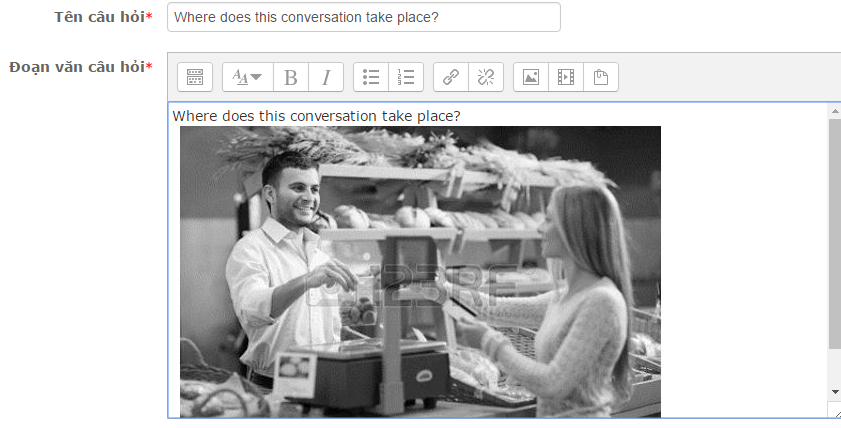 Tên câu hỏi*
Where does this conversation take place?
Đoạn văn câu hỏi*
Where does this conversation take place?
123RF